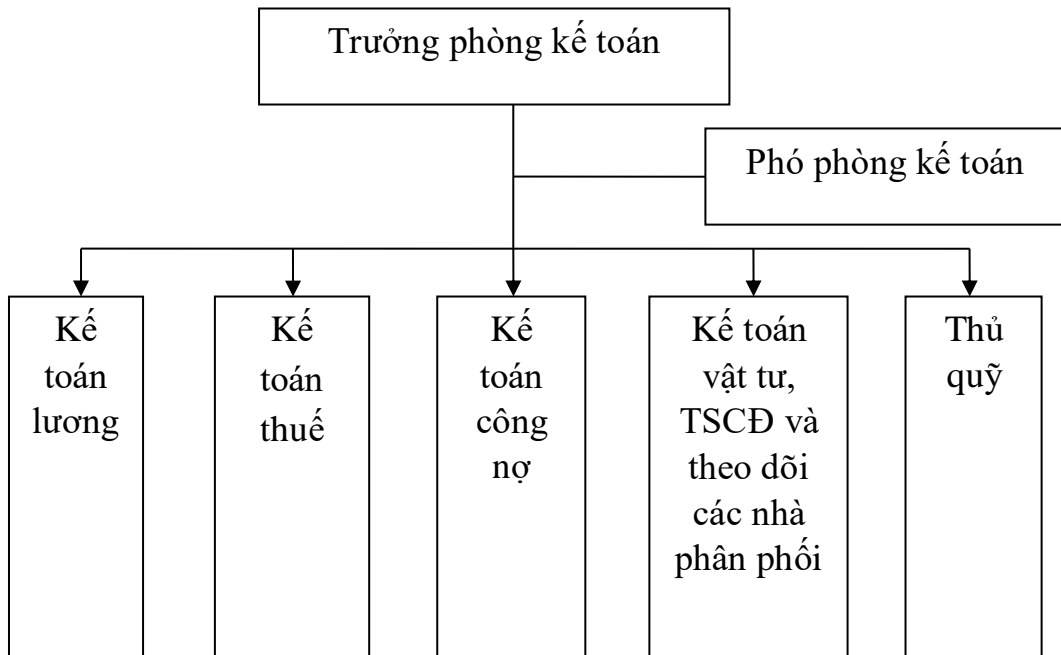 Trưởng phòng kế toán
Phó phòng kế toán
Kế
toán
lương
Kế
toán
thuế
Kế
toán
công
nợ
Kế toán
vật tư,
TSCĐ và
theo dõi
các nhà
phân phối
Thủ
quỹ